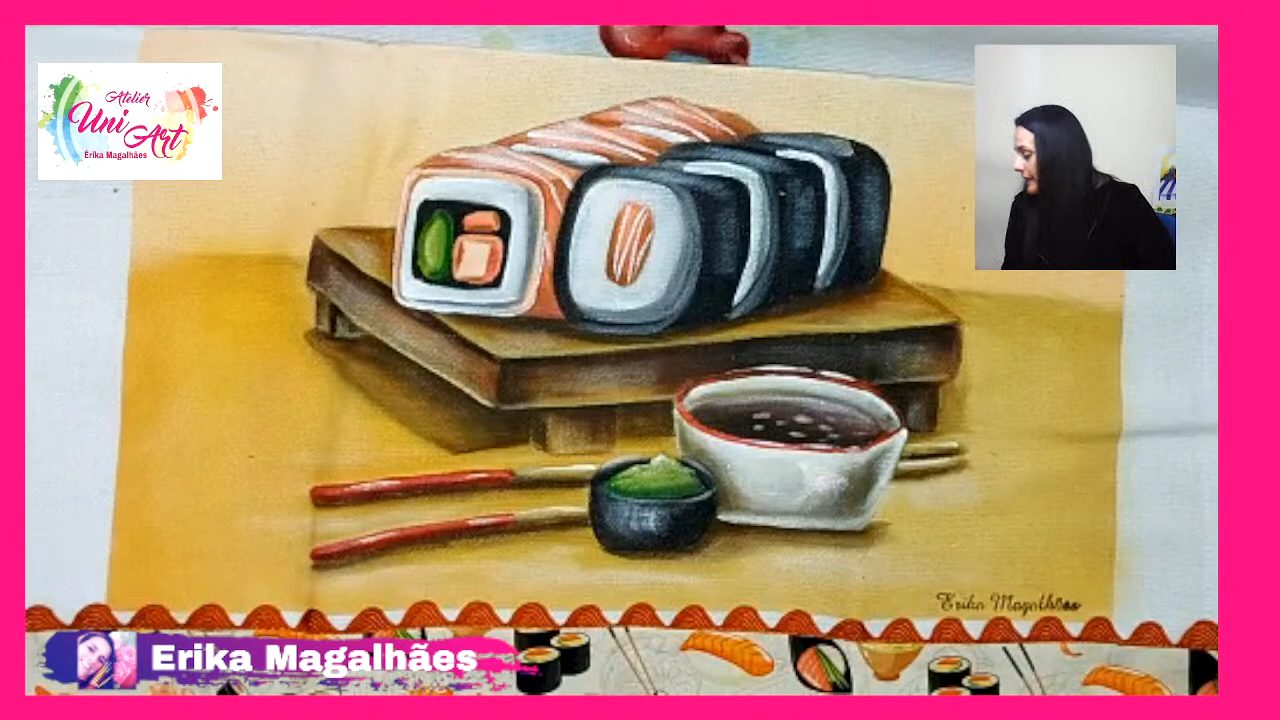 Atelier
Uni
Art
Érika Magalhães
Erika Magalhães
Erika Magalhães